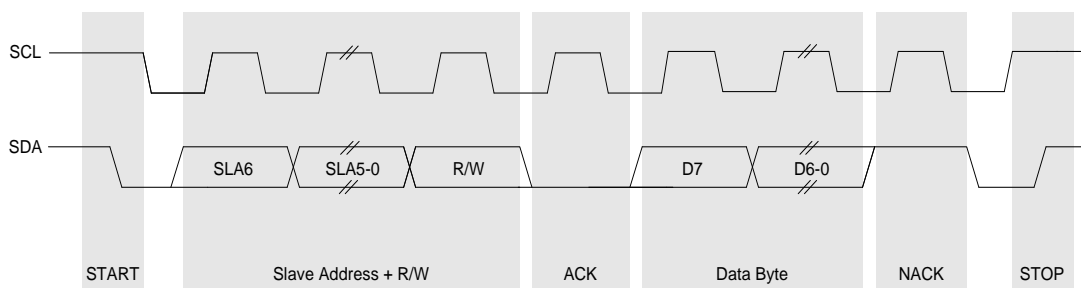 SCL
SDA
SLA6 SLA5-0 R/W D7 D6-0
START Slave Address + R/W ACK Data Byte NACK STOP